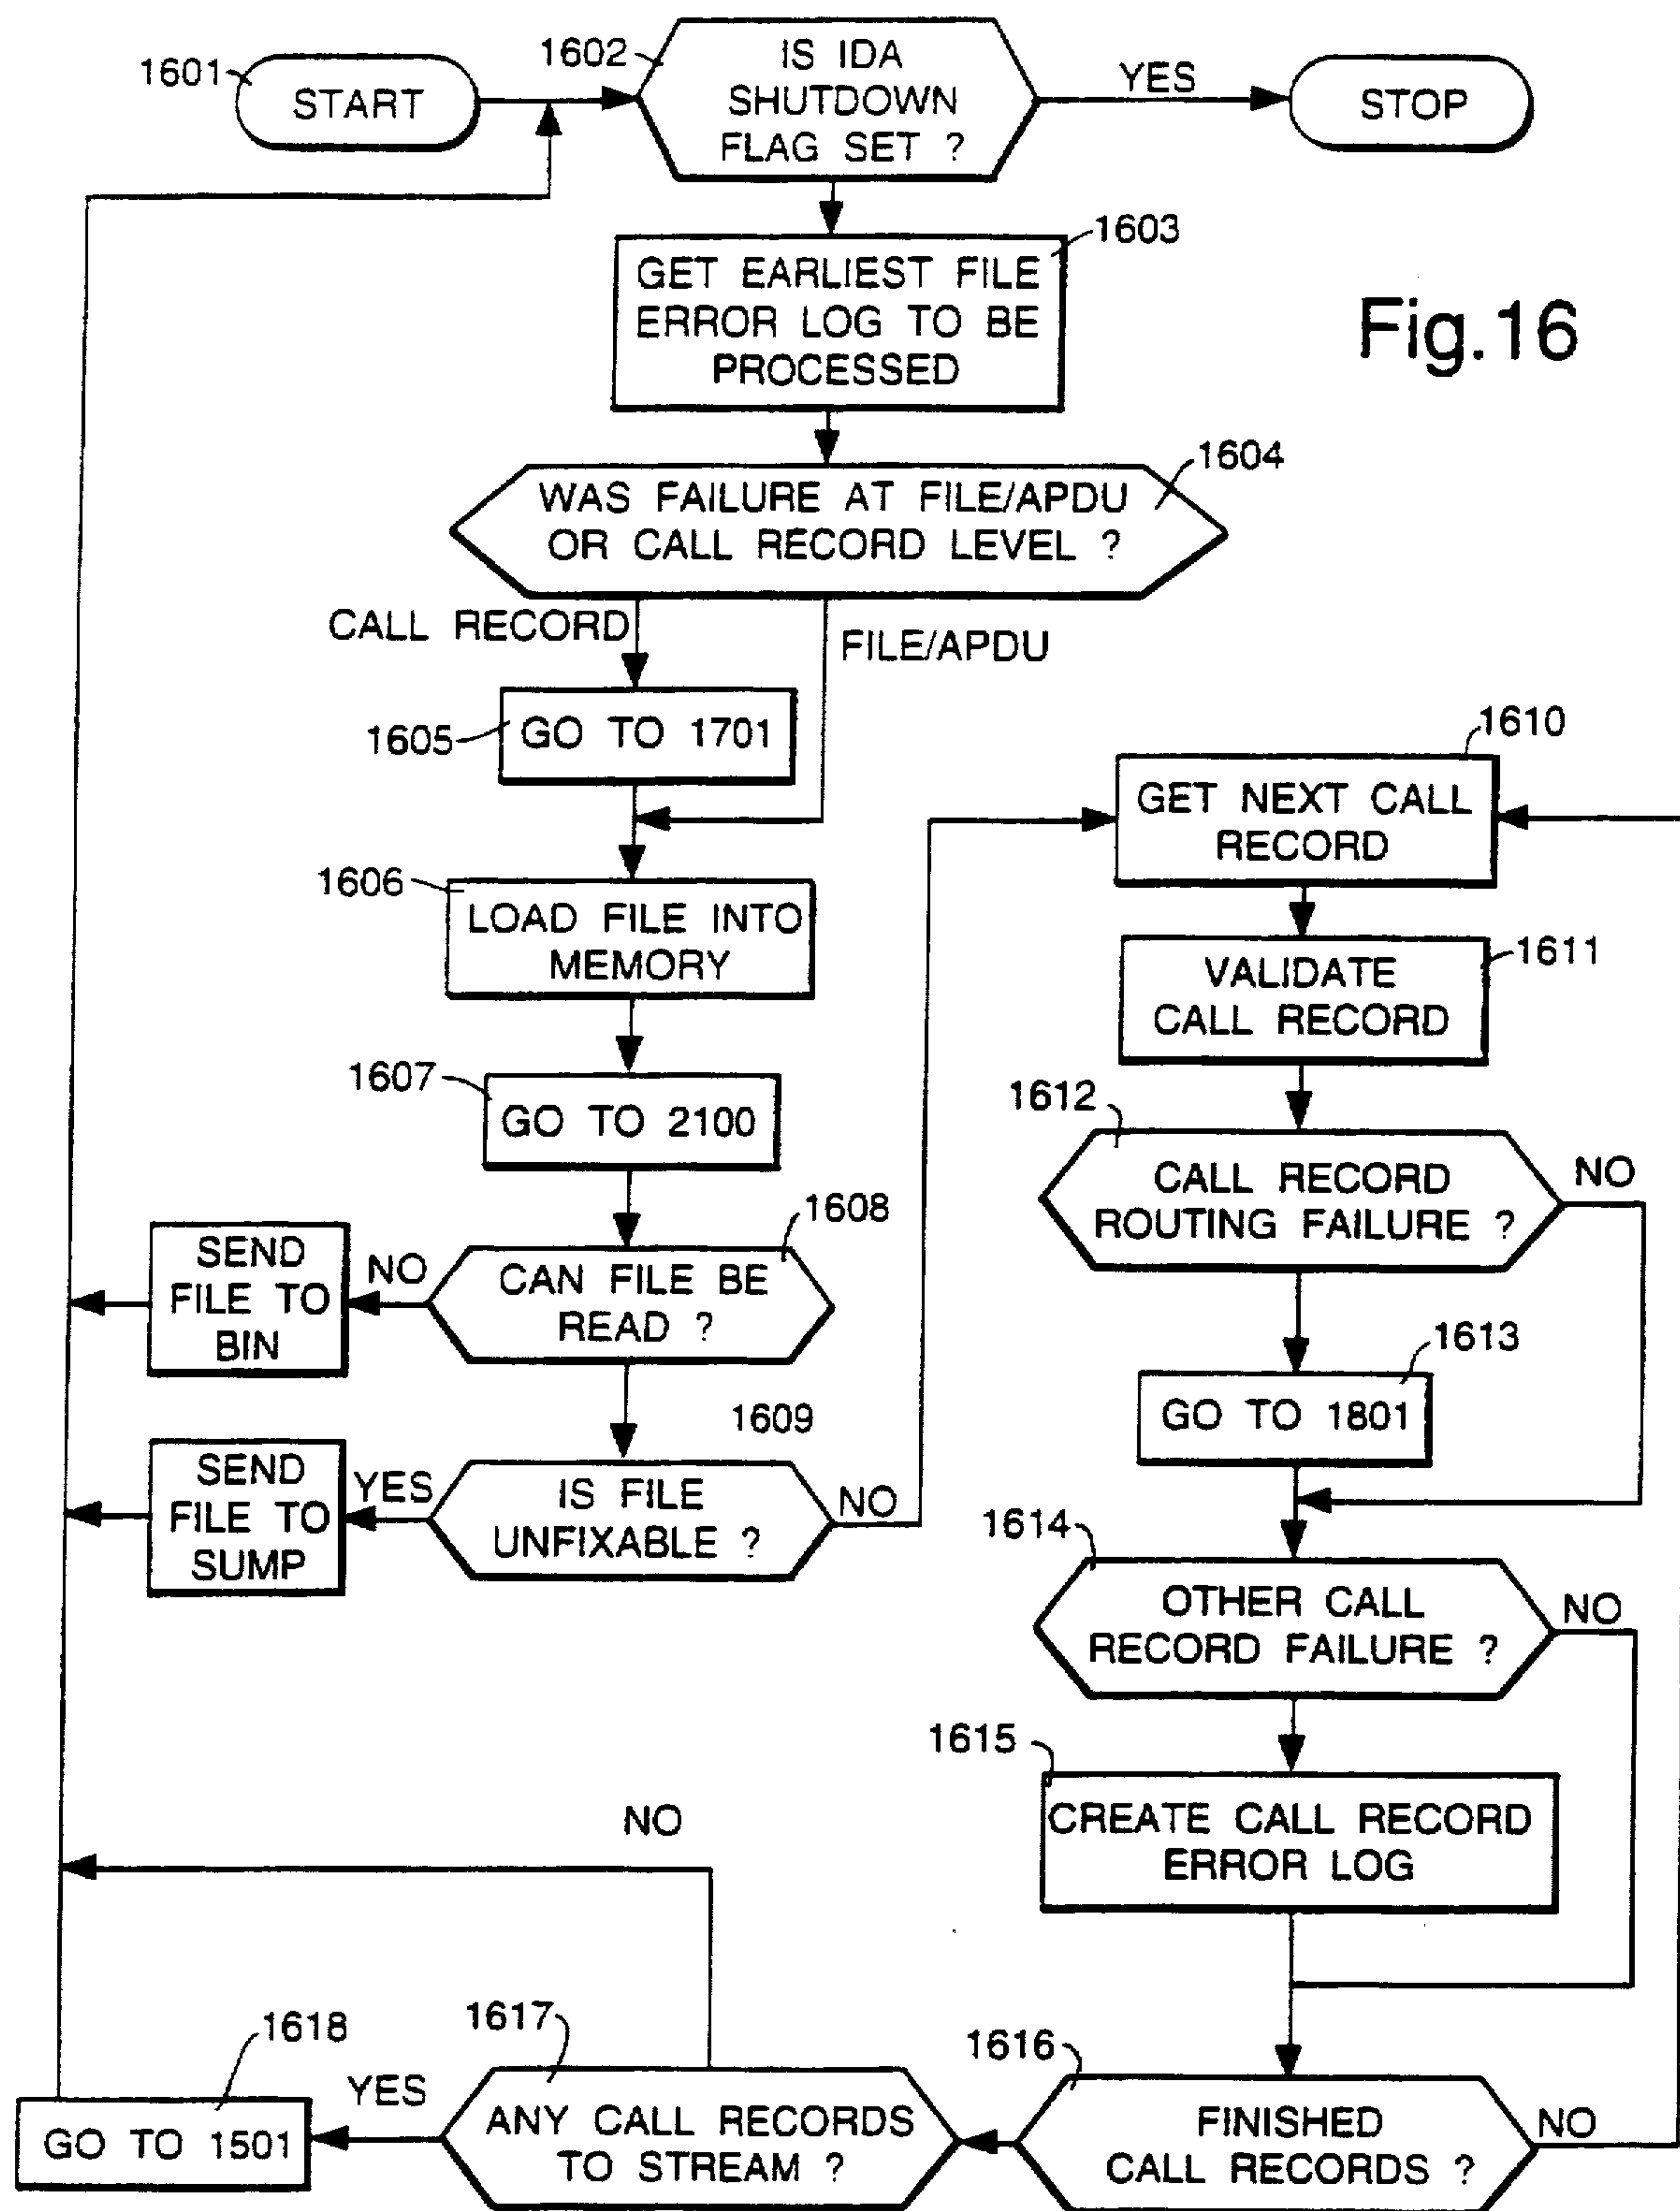 1601
START
1602
IS IDA
SHUTDOWN
FLAG SET ?
YES
STOP
1603
GET EARLIEST FILE
ERROR LOG TO BE
PROCESSED
Fig.16
1604
WAS FAILURE AT FILE/APDU
OR CALL RECORD LEVEL ?
CALL RECORD
FILE/APDU
1605
GO TO 1701
1606
LOAD FILE INTO
MEMORY
1607
GO TO 2100
1608
CAN FILE BE
READ ?
NO
SEND
FILE TO
BIN
1609
IS FILE
UNFIXABLE ?
YES
SEND
FILE TO
SUMP
NO
1610
GET NEXT CALL
RECORD
1611
VALIDATE
CALL RECORD
1612
CALL RECORD
ROUTING FAILURE ?
NO
1613
GO TO 1801
1614
OTHER CALL
RECORD FAILURE ?
NO
1615
CREATE CALL RECORD
ERROR LOG
1616
FINISHED
CALL RECORDS ?
NO
1617
ANY CALL RECORDS
TO STREAM ?
NO
YES
1618
GO TO 1501